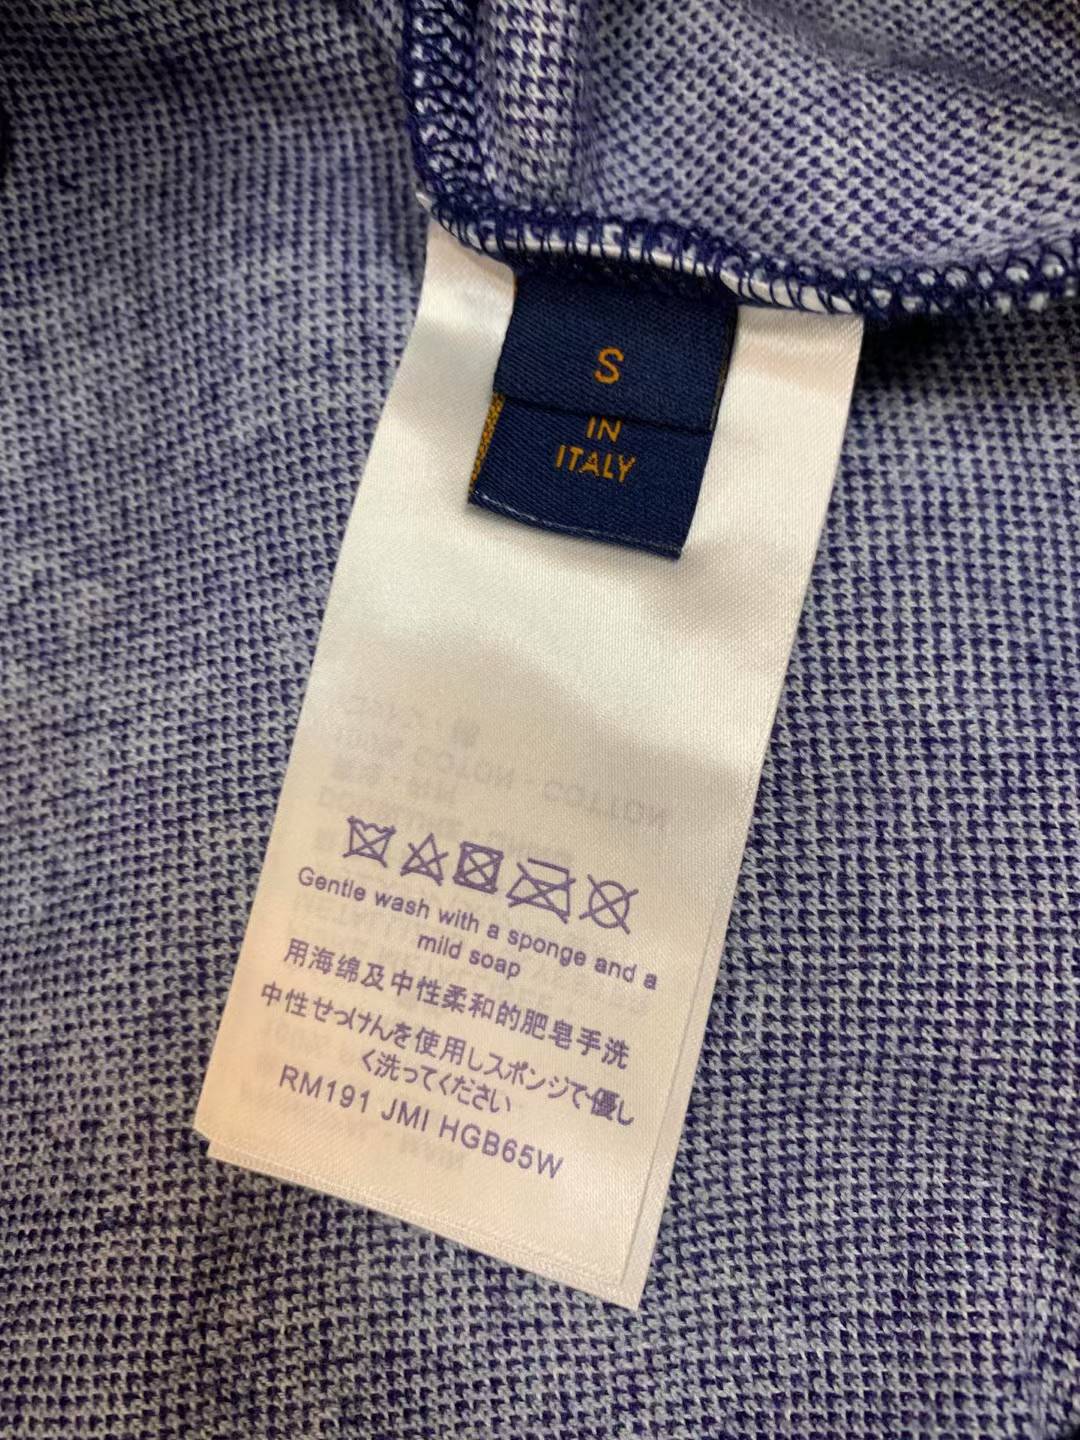 S
IN
ITALY
Gentle wash with a sponge and a
mild soap
用海绵及中性柔和的肥皂手洗
中性せっけんを使用しスポンジで優し
く洗ってください
RM191 JMI HGB65W